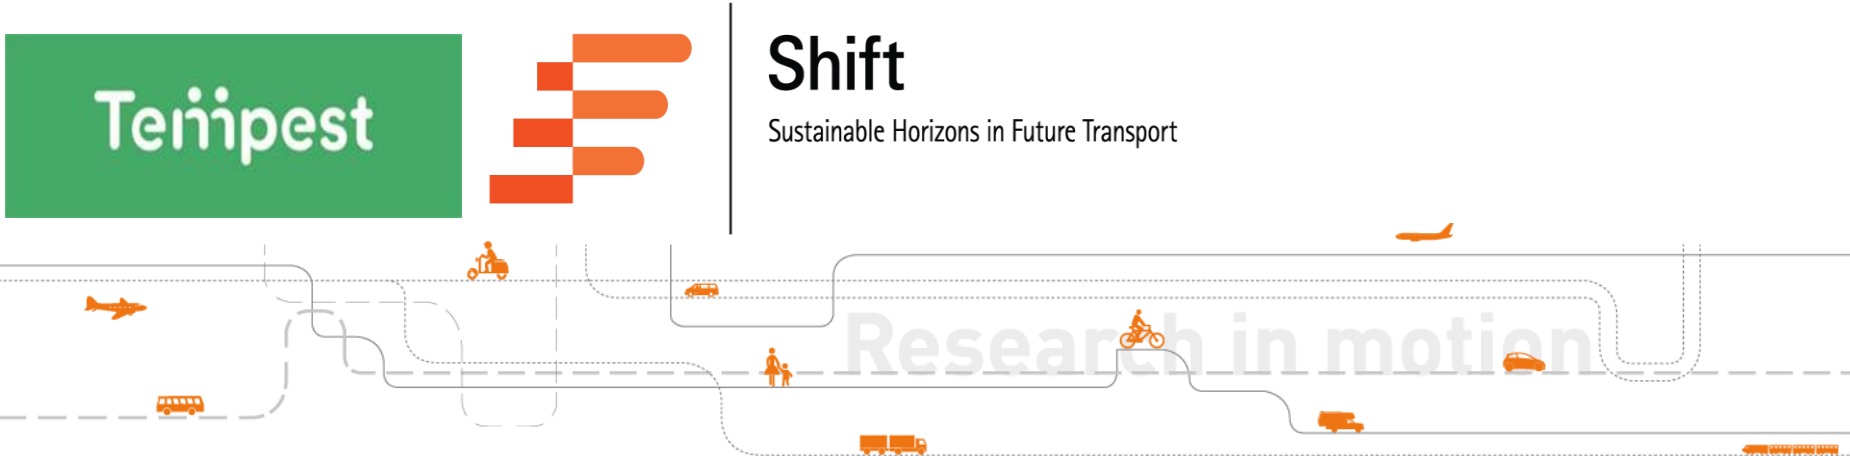 Tempest
Shift
Sustainable Horizons in Future Transport
Research in motion